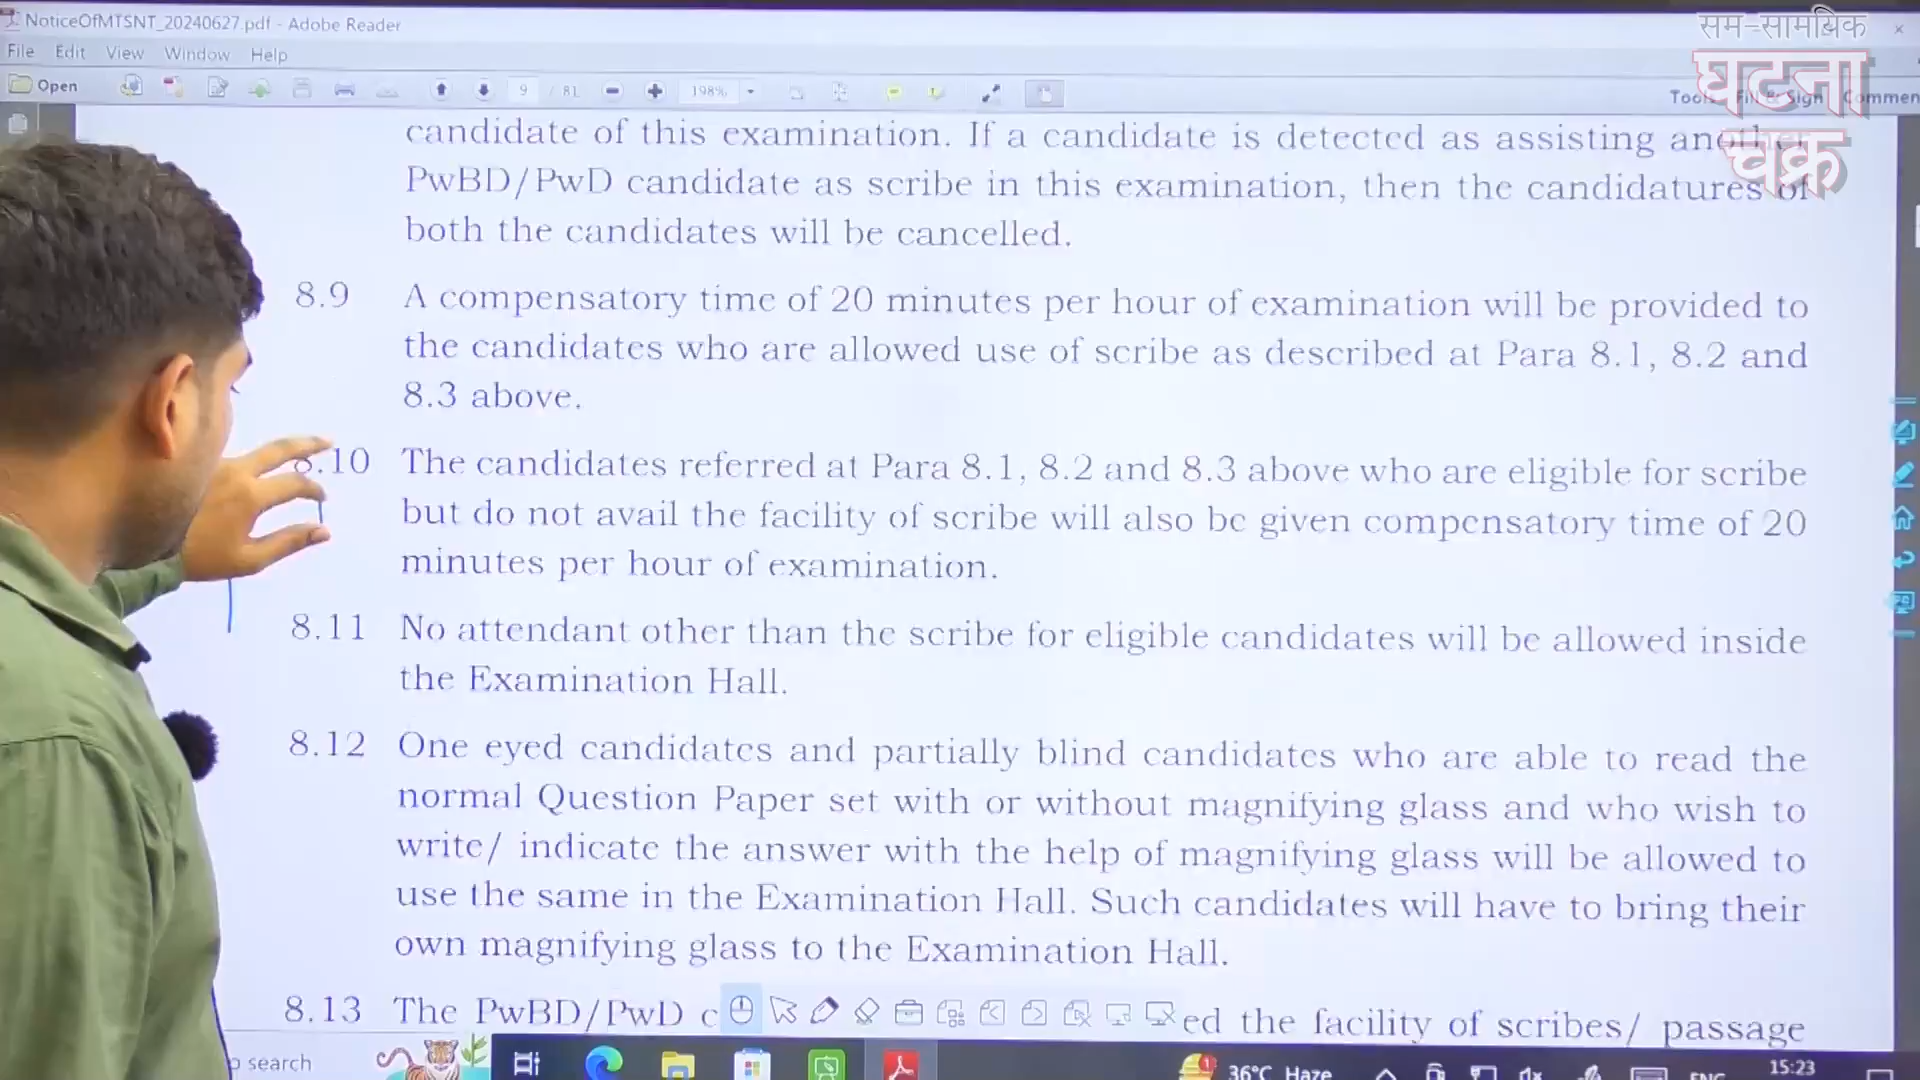 NoticeOfMTSNT_20240627.pdf - Adobe Reader
सम-सामयिक
घटना
चक्र
File Edit View Window Help
Open 9 / 81 198% Tools Fill & Sign Commen
candidate of this examination. If a candidate is detected as assisting another
PwBD/PwD candidate as scribe in this examination, then the candidatures of
both the candidates will be cancelled.
8.9 A compensatory time of 20 minutes per hour of examination will be provided to
the candidates who are allowed use of scribe as described at Para 8.1, 8.2 and
8.3 above.
8.10 The candidates referred at Para 8.1, 8.2 and 8.3 above who are eligible for scribe
but do not avail the facility of scribe will also be given compensatory time of 20
minutes per hour of examination.
8.11 No attendant other than the scribe for eligible candidates will be allowed inside
the Examination Hall.
8.12 One eyed candidates and partially blind candidates who are able to read the
normal Question Paper set with or without magnifying glass and who wish to
write/ indicate the answer with the help of magnifying glass will be allowed to
use the same in the Examination Hall. Such candidates will have to bring their
own magnifying glass to the Examination Hall.
8.13 The PwBD/PwD c ed the facility of scribes/ passage
search 36°C Haze ENG 15:23